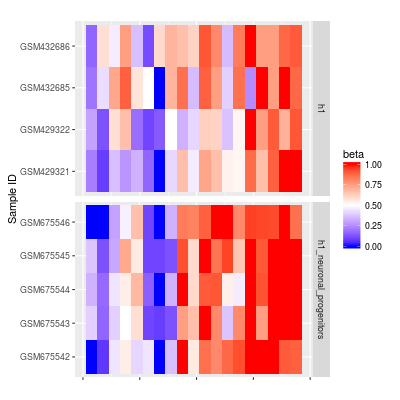 Sample ID
GSM432686
GSM432685
GSM429322
GSM429321
h1
GSM675546
GSM675545
GSM675544
GSM675543
GSM675542
h1_neuronal_progenitors
beta
1.00
0.75
0.50
0.25
0.00